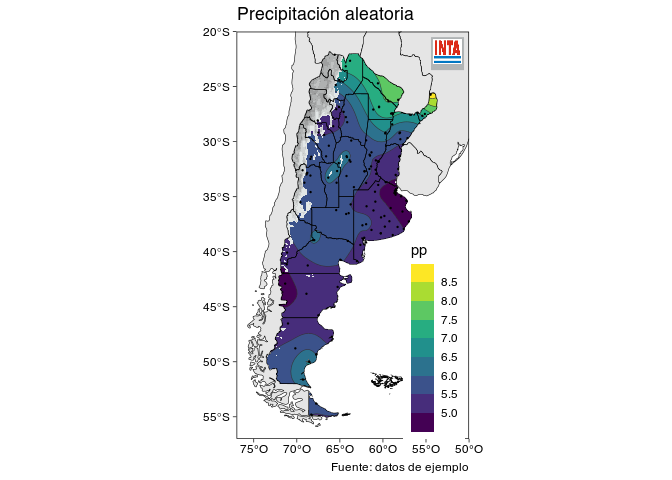 Precipitación aleatoria
INTA
20°S
25°S
30°S
35°S
40°S
45°S
50°S
55°S
pp
8.5
8.0
7.5
7.0
6.5
6.0
5.5
5.0
75°O 70°O 65°O 60°O 55°O 50°O
Fuente: datos de ejemplo